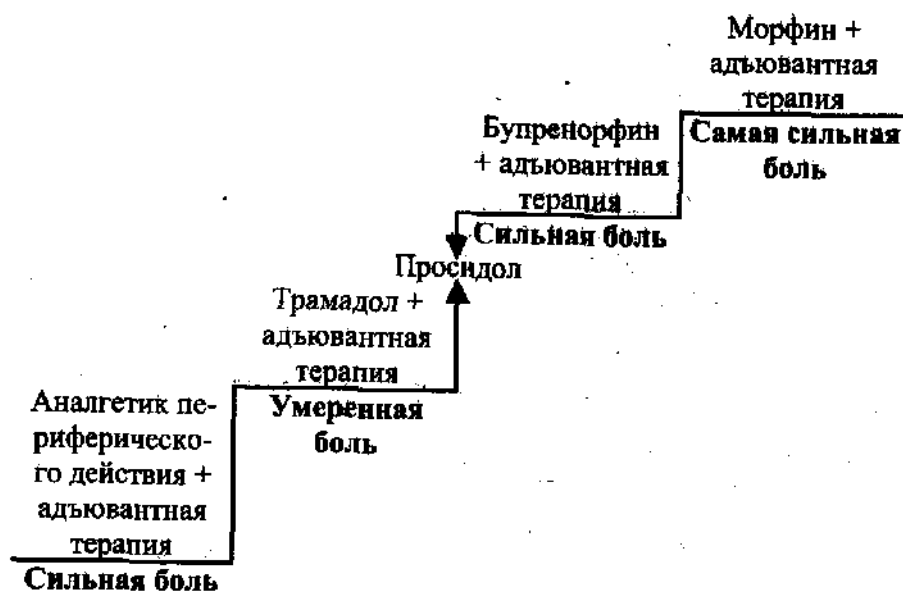 Морфин +
адъювантная
терапия
Самая сильная
боль
Бупренорфин
+ адъювантная
терапия
Сильная боль
Просидол
Трамадол +
адъювантная
терапия
Умеренная
боль
Аналгетик пе-
риферическо-
го действия +
адъювантная
терапия
Сильная боль